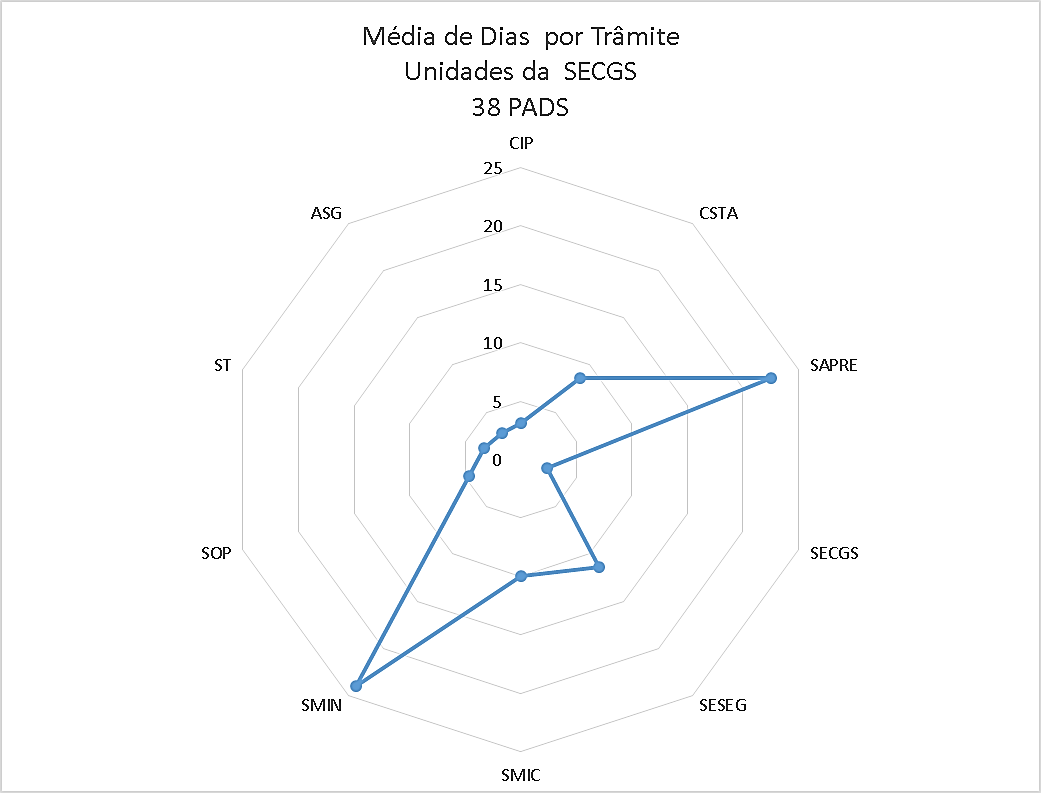 Média de Dias  por Trâmite
Unidades da  SECGS
38 PADS
CIP
25
ASG
CSTA
20
15
10
ST
SAPRE
5
0
SOP
SECGS
SMIN
SESEG
SMIC